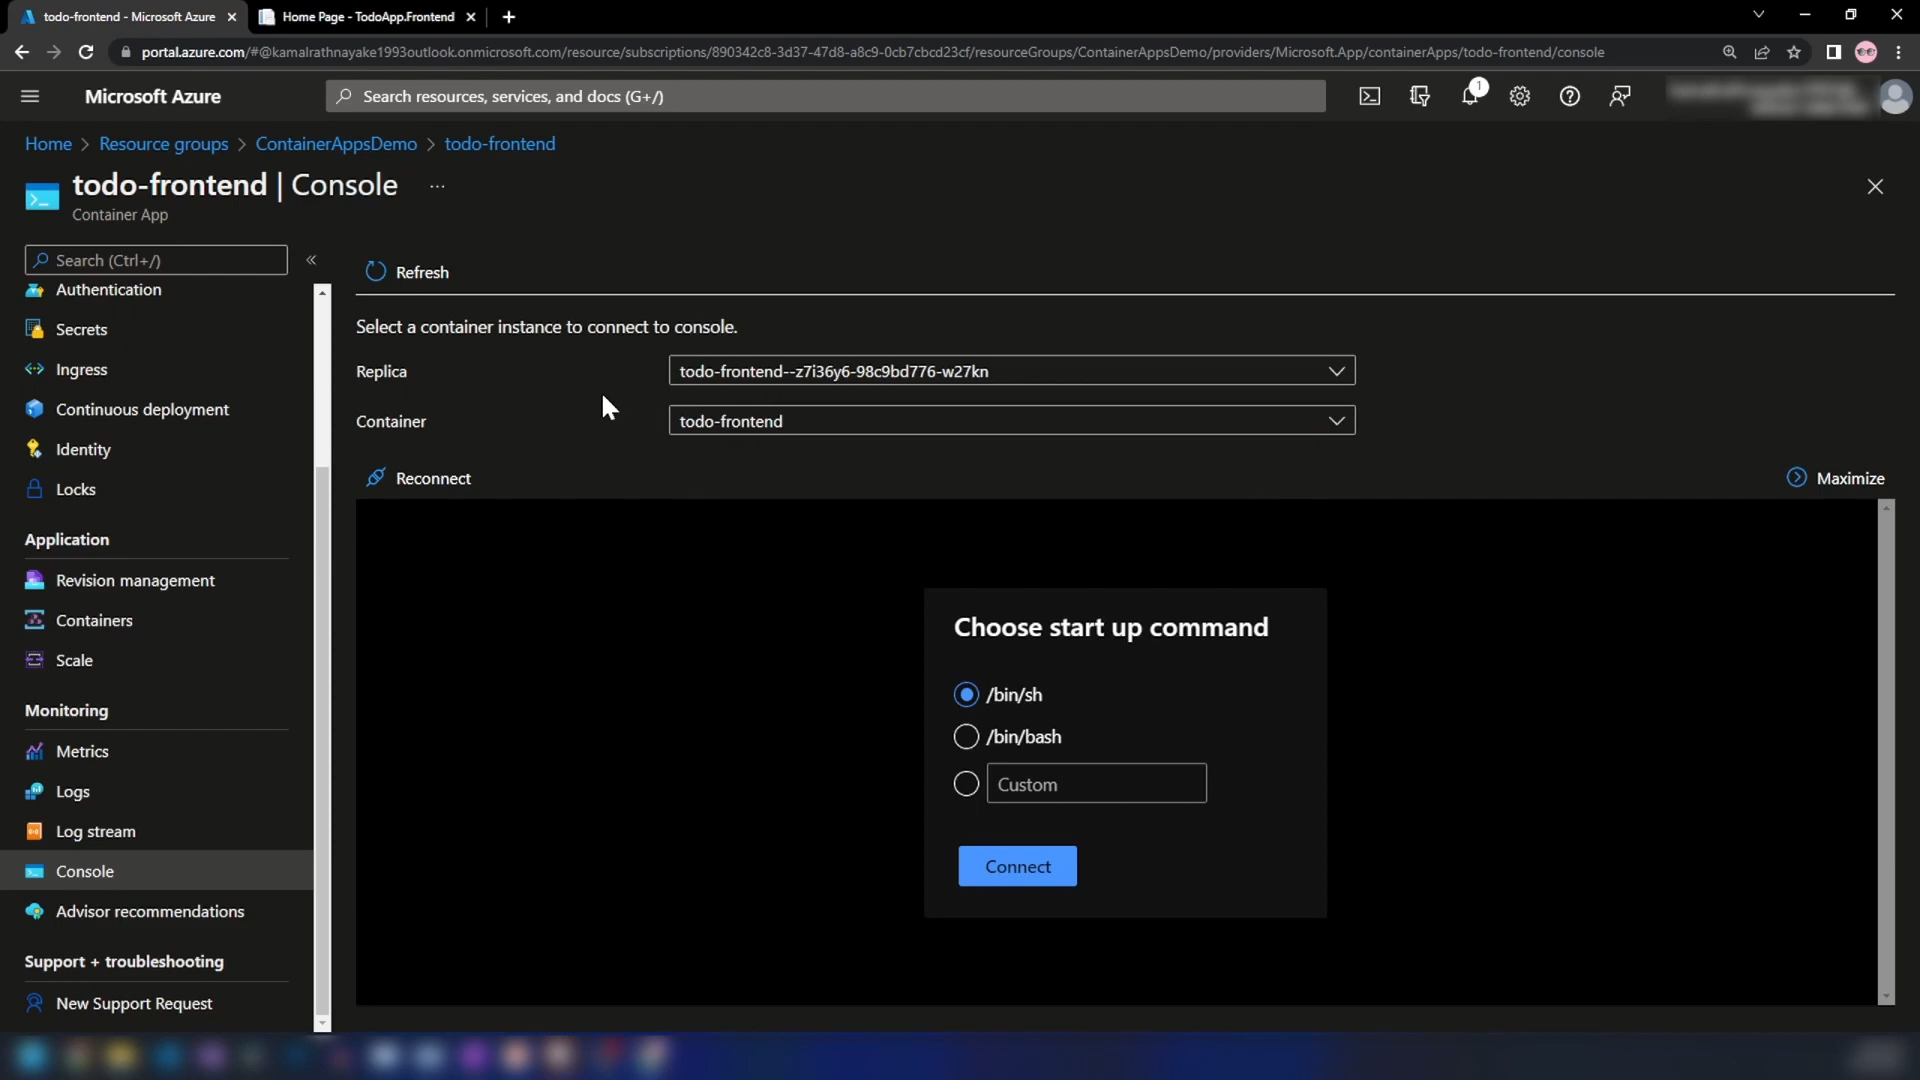 todo-frontend - Microsoft Azure
Home Page - TodoApp.Frontend
portal.azure.com/#@kamalrathnayake1993outlook.onmicrosoft.com/resource/subscriptions/890342c8-3d37-47d8-a8c9-0cb7cbcd23cf/resourceGroups/ContainerAppsDemo/providers/Microsoft.App/containerApps/todo-frontend/console
Microsoft Azure
Search resources, services, and docs (G+/)
1
Home > Resource groups > ContainerAppsDemo > todo-frontend
todo-frontend | Console ...
Container App
Search (Ctrl+/)
«
Authentication
Secrets
Ingress
Continuous deployment
Identity
Locks
Application
Revision management
Containers
Scale
Monitoring
Metrics
Logs
Log stream
Console
Advisor recommendations
Support + troubleshooting
New Support Request
Refresh
Select a container instance to connect to console.
Replica
todo-frontend--z7i36y6-98c9bd776-w27kn
Container
todo-frontend
Reconnect
Maximize
Choose start up command
/bin/sh
/bin/bash
Custom
Connect